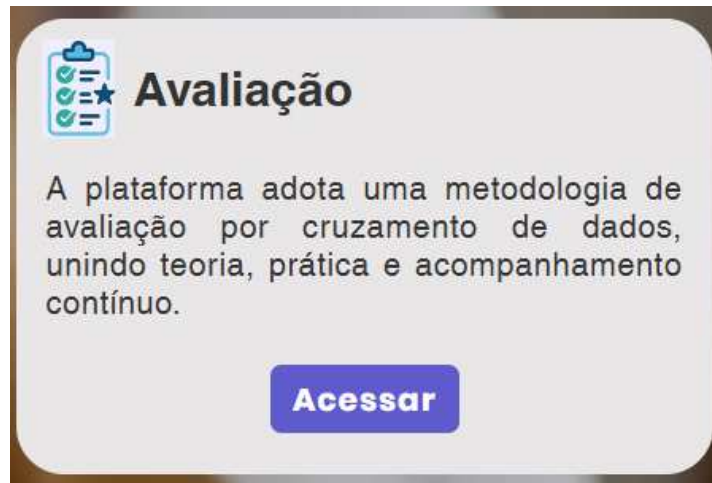 Avaliação
A plataforma adota uma metodologia de
avaliação por cruzamento de dados,
unindo teoria, prática e acompanhamento
contínuo.
Acessar